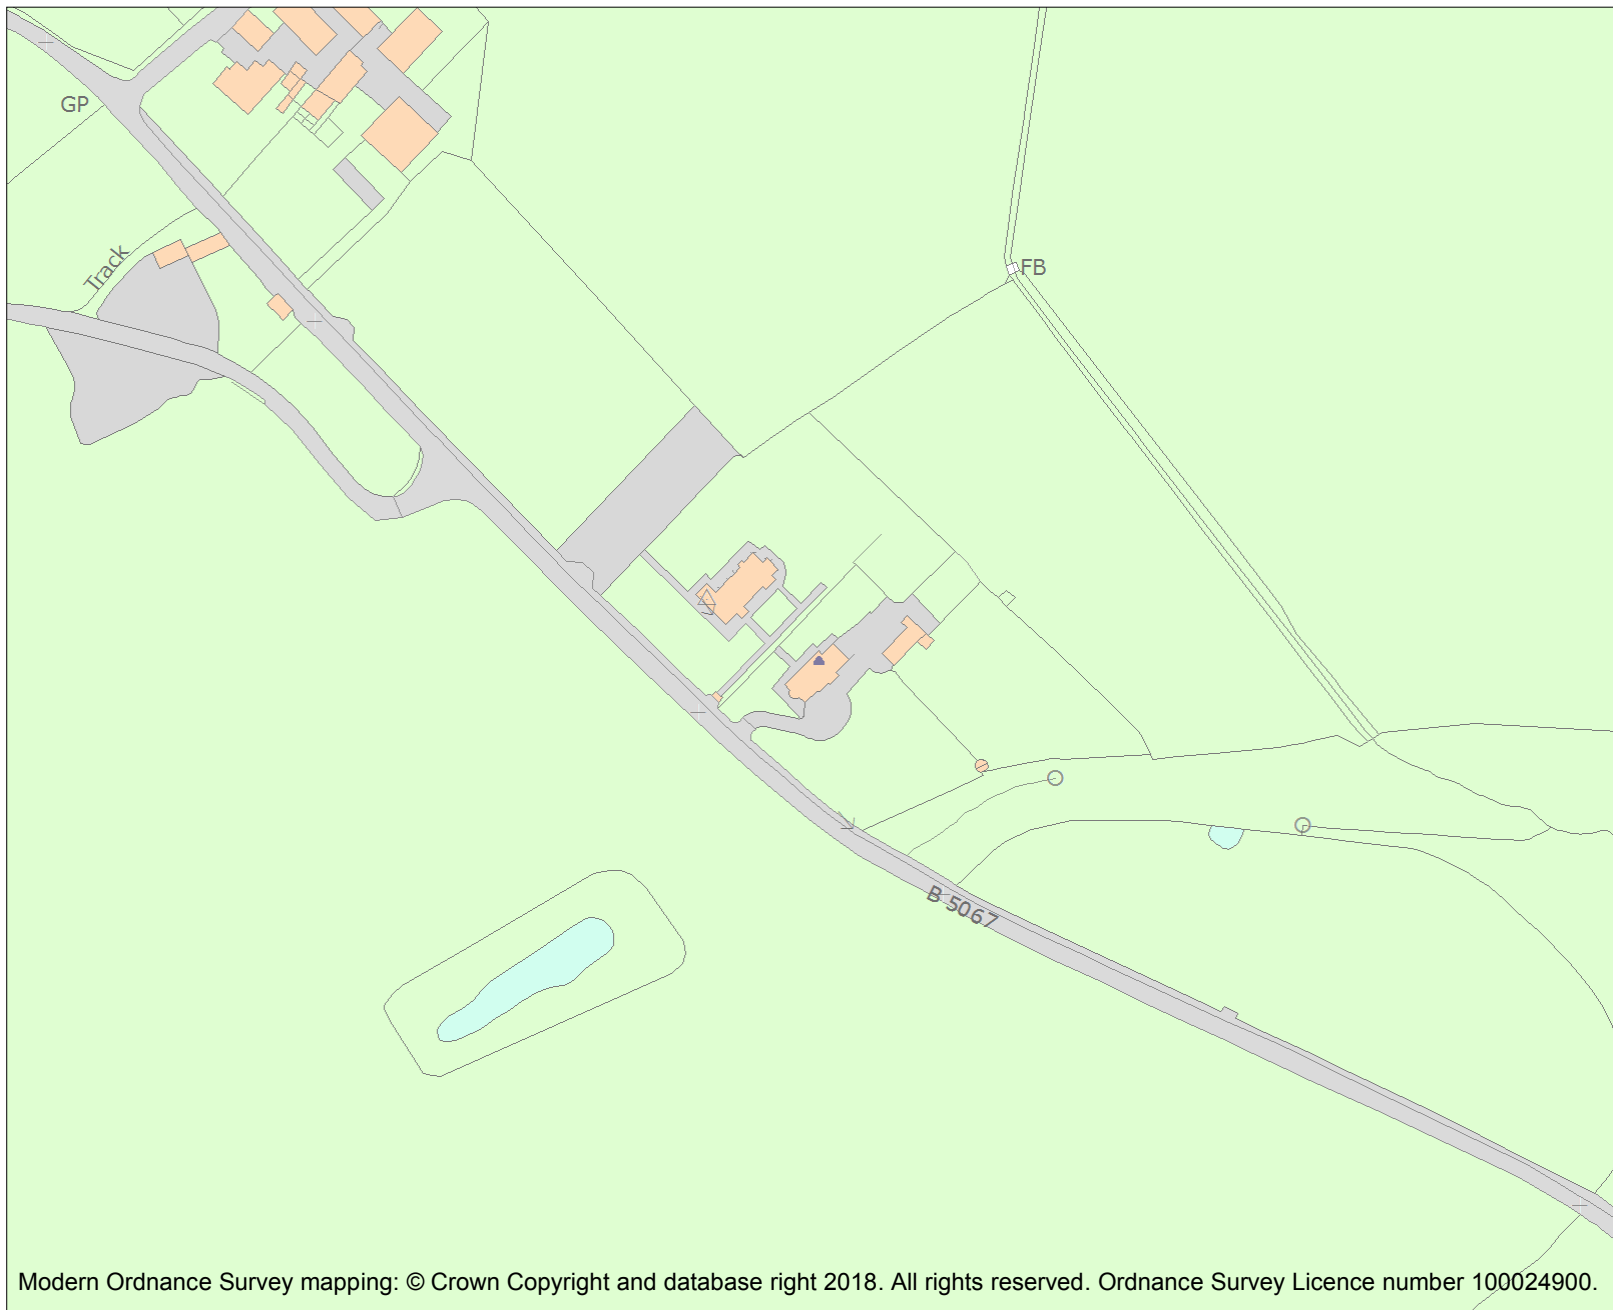 GP
Track
FB
B 5067
Modern Ordnance Survey mapping: © Crown Copyright and database right 2018. All rights reserved. Ordnance Survey Licence number 100024900.